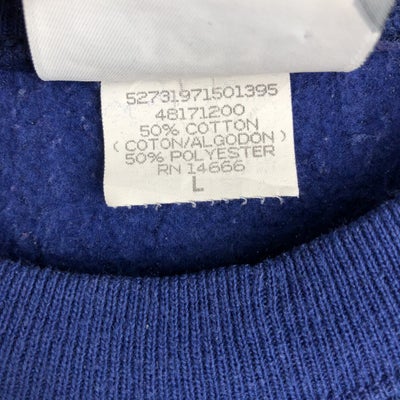 52731971501395
48171200
50% COTTON
(COTON/ALGODON)
50% POLYESTER
RN 14666
L